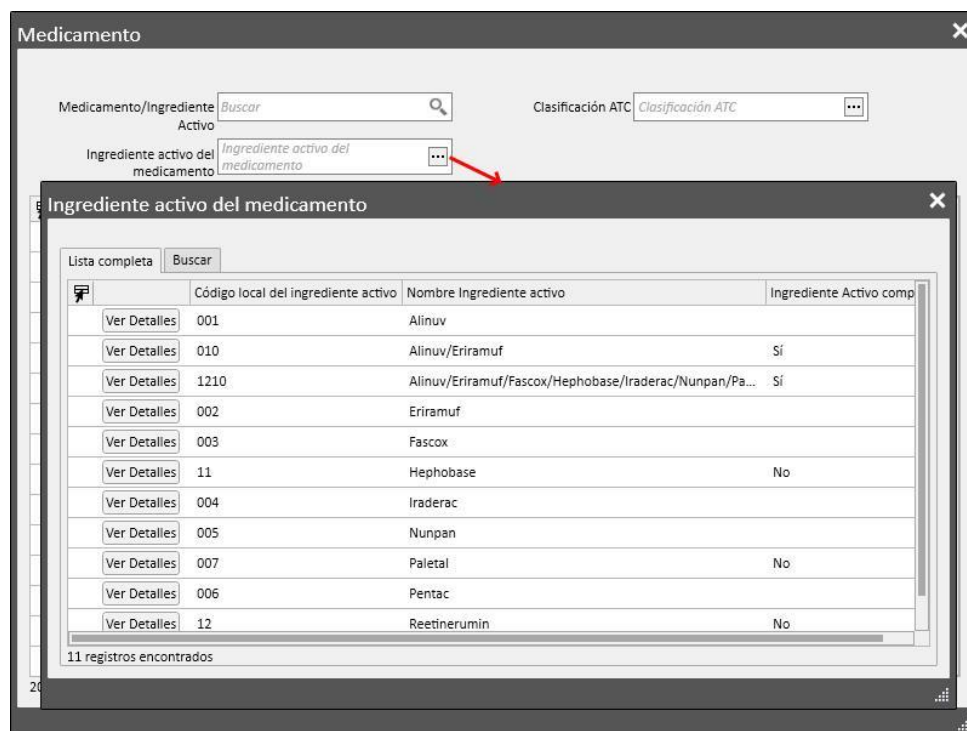 Medicamento
Medicamento/Ingrediente Activo Buscar Clasificación ATC Clasificación ATC
Ingrediente activo del medicamento Ingrediente activo del medicamento
Ingrediente activo del medicamento
Lista completa Buscar
Código local del ingrediente activo Nombre Ingrediente activo Ingrediente Activo comp
Ver Detalles 001 Alinuv
Ver Detalles 010 Alinuv/Eriramuf Sí
Ver Detalles 1210 Alinuv/Eriramuf/Fascox/Hephobase/Iraderac/Nunpan/Pa... Sí
Ver Detalles 002 Eriramuf
Ver Detalles 003 Fascox
Ver Detalles 11 Hephobase No
Ver Detalles 004 Iraderac
Ver Detalles 005 Nunpan
Ver Detalles 007 Paletal No
Ver Detalles 006 Pentac
Ver Detalles 12 Reetinerumin No
11 registros encontrados
20